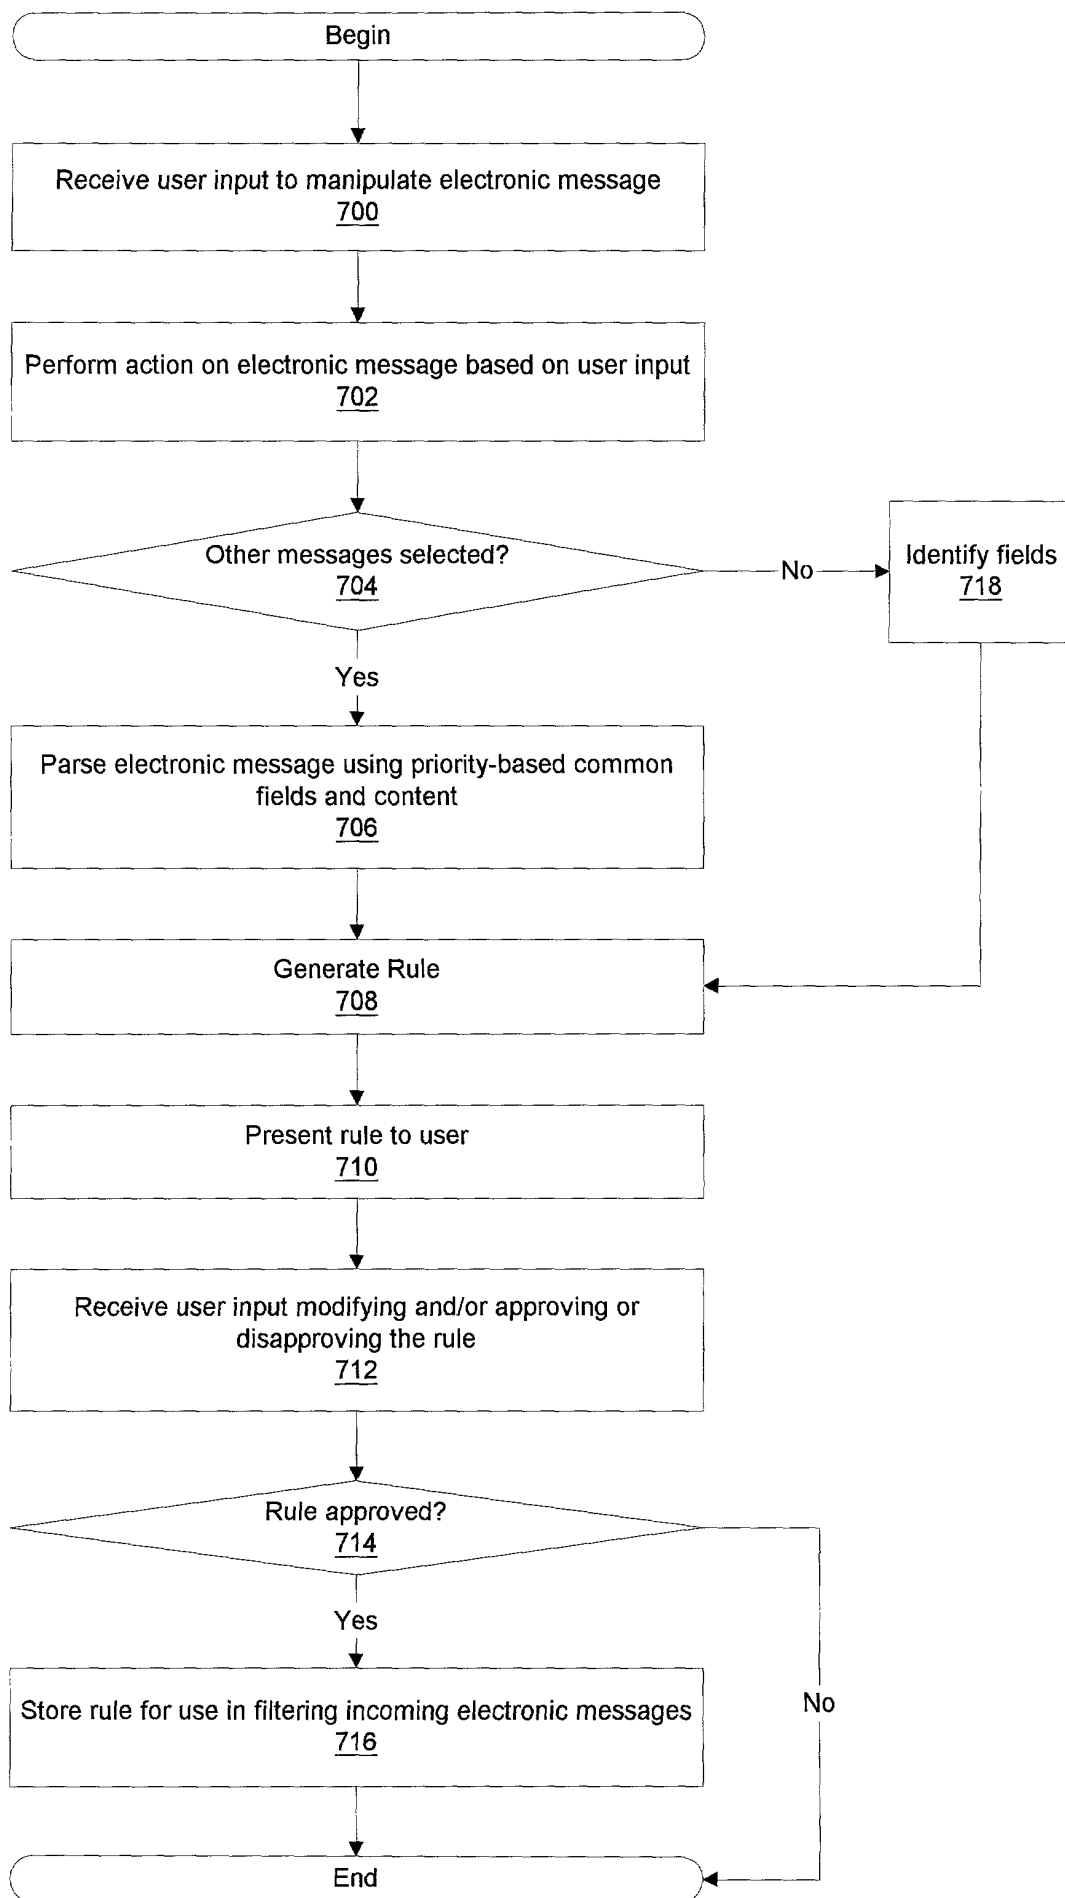 Begin
Receive user input to manipulate electronic message
700
Perform action on electronic message based on user input
702
Other messages selected?
704
No
Identify fields
718
Yes
Parse electronic message using priority-based common
fields and content
706
Generate Rule
708
Present rule to user
710
Receive user input modifying and/or approving or
disapproving the rule
712
Rule approved?
714
Yes
Store rule for use in filtering incoming electronic messages
716
No
End